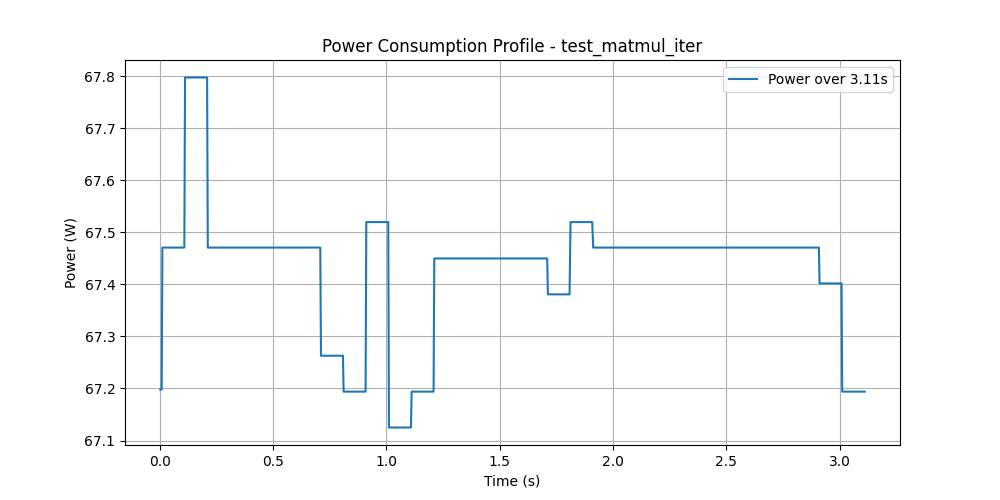 Power Consumption Profile - test_matmul_iter
Power over 3.11s
67.8
67.7
67.6
67.5
67.4
67.3
67.2
67.1
Power (W)
0.0 0.5 1.0 1.5 2.0 2.5 3.0
Time (s)